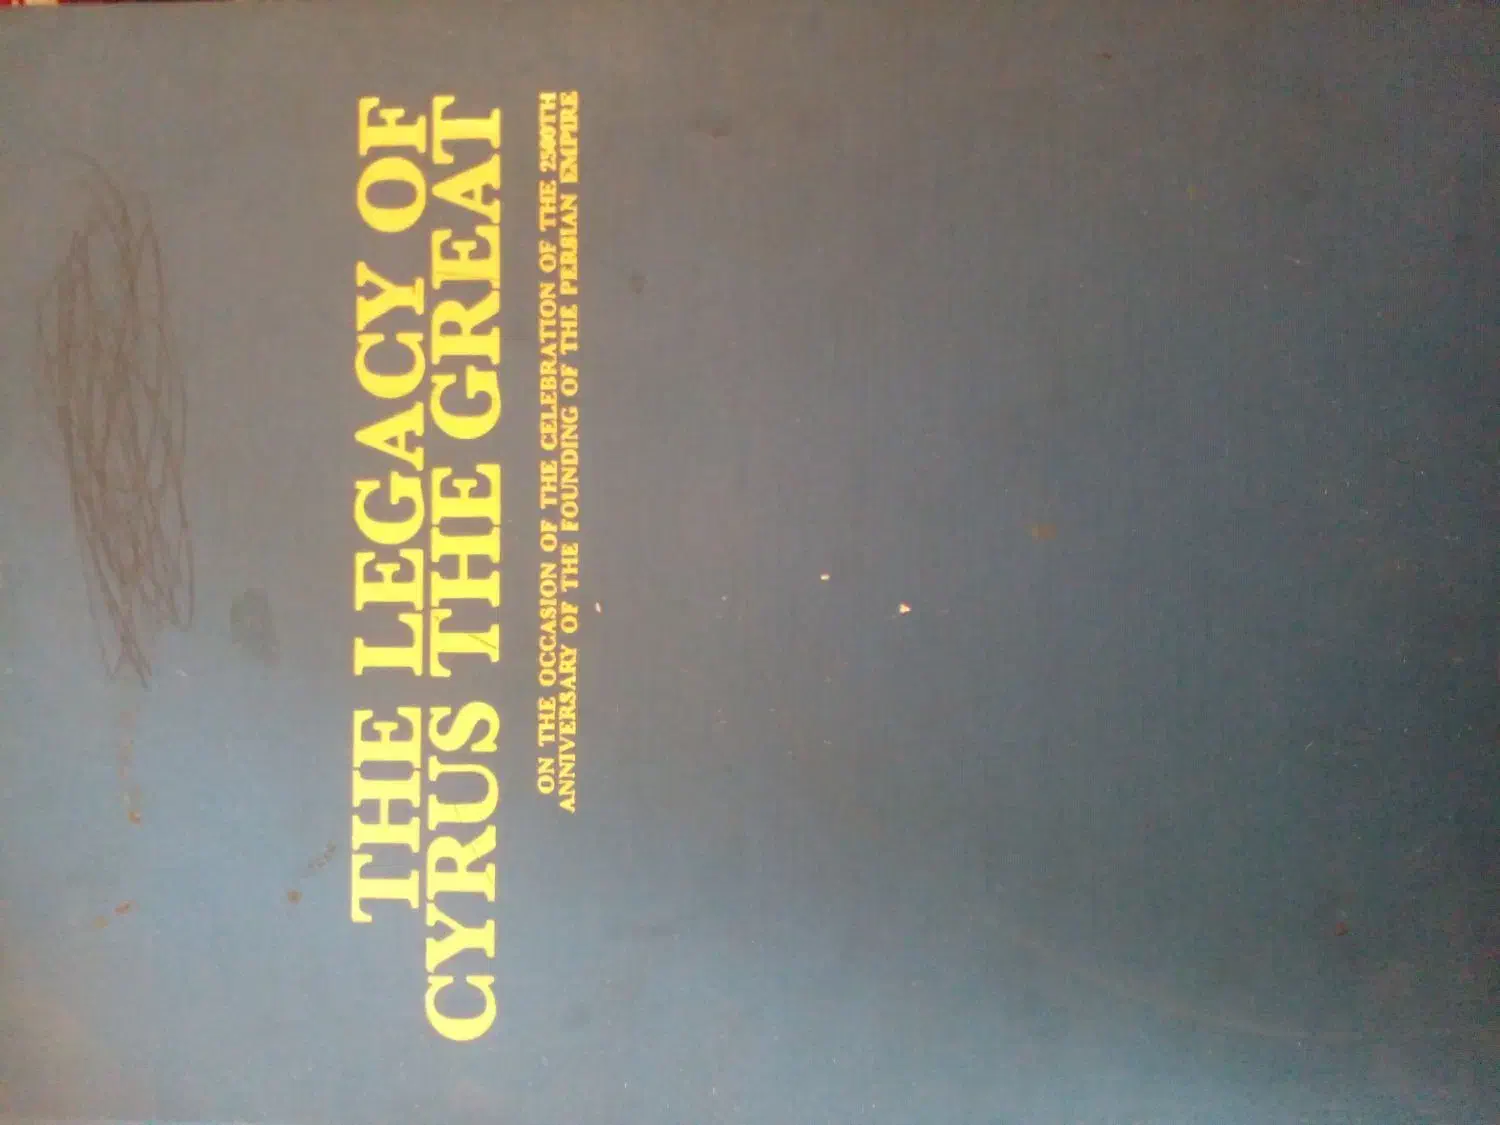 THE LEGACY OF
CYRUS THE GREAT
ON THE OCCASION OF THE CELEBRATION OF THE 2500TH
ANNIVERSARY OF THE FOUNDING OF THE PERSIAN EMPIRE